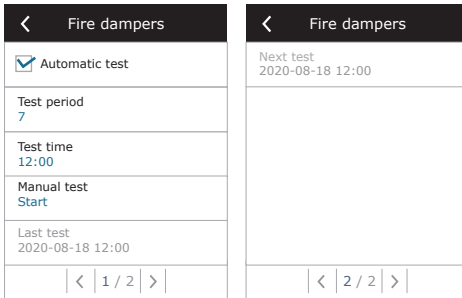 Fire dampers
Automatic test
Test period
7
Test time
12:00
Manual test
Start
Last test
2020-08-18 12:00
1 / 2
Fire dampers
Next test
2020-08-18 12:00
2 / 2